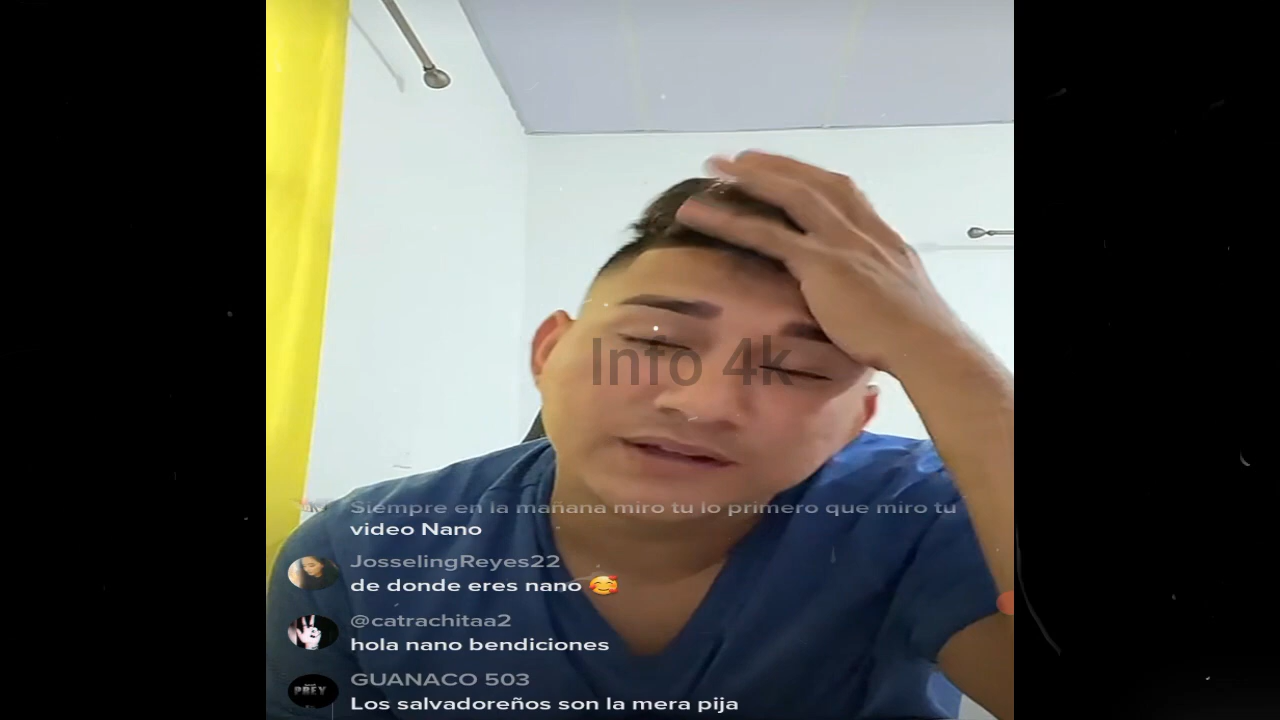 Info 4k
Siempre en la mañana miro tu lo primero que miro tu
video Nano
JosselingReyes22
de donde eres nano 🥰
@catrachitaa2
hola nano bendiciones
GUANACO 503
PREY
Los salvadoreños son la mera pija